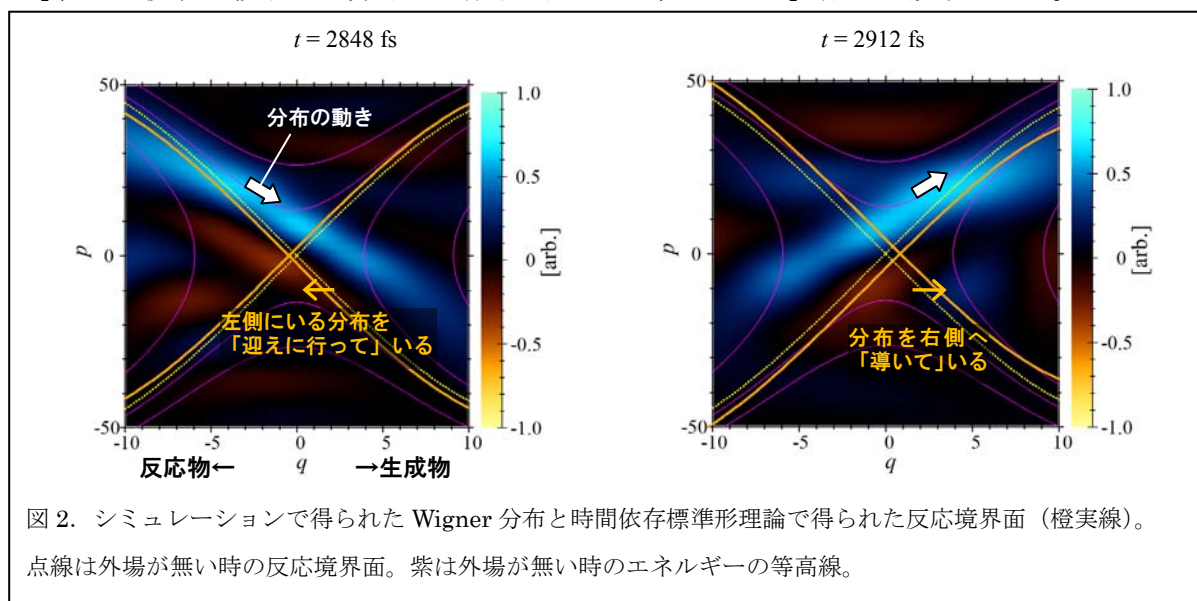 t = 2848 fs
t = 2912 fs
50
0
-50
-10
-5
0
5
10
p
q
1.0
0.5
0
-0.5
-1.0
[arb.]
分布の動き
左側にいる分布を
「迎えに行って」いる
反応物←
→生成物
50
0
-50
-10
-5
0
5
10
p
q
1.0
0.5
0
-0.5
-1.0
[arb.]
分布を右側へ
「導いて」いる
図 2. シミュレーションで得られた Wigner 分布と時間依存標準形理論で得られた反応境界面(橙実線)。
点線は外場が無い時の反応境界面。紫は外場が無い時のエネルギーの等高線。